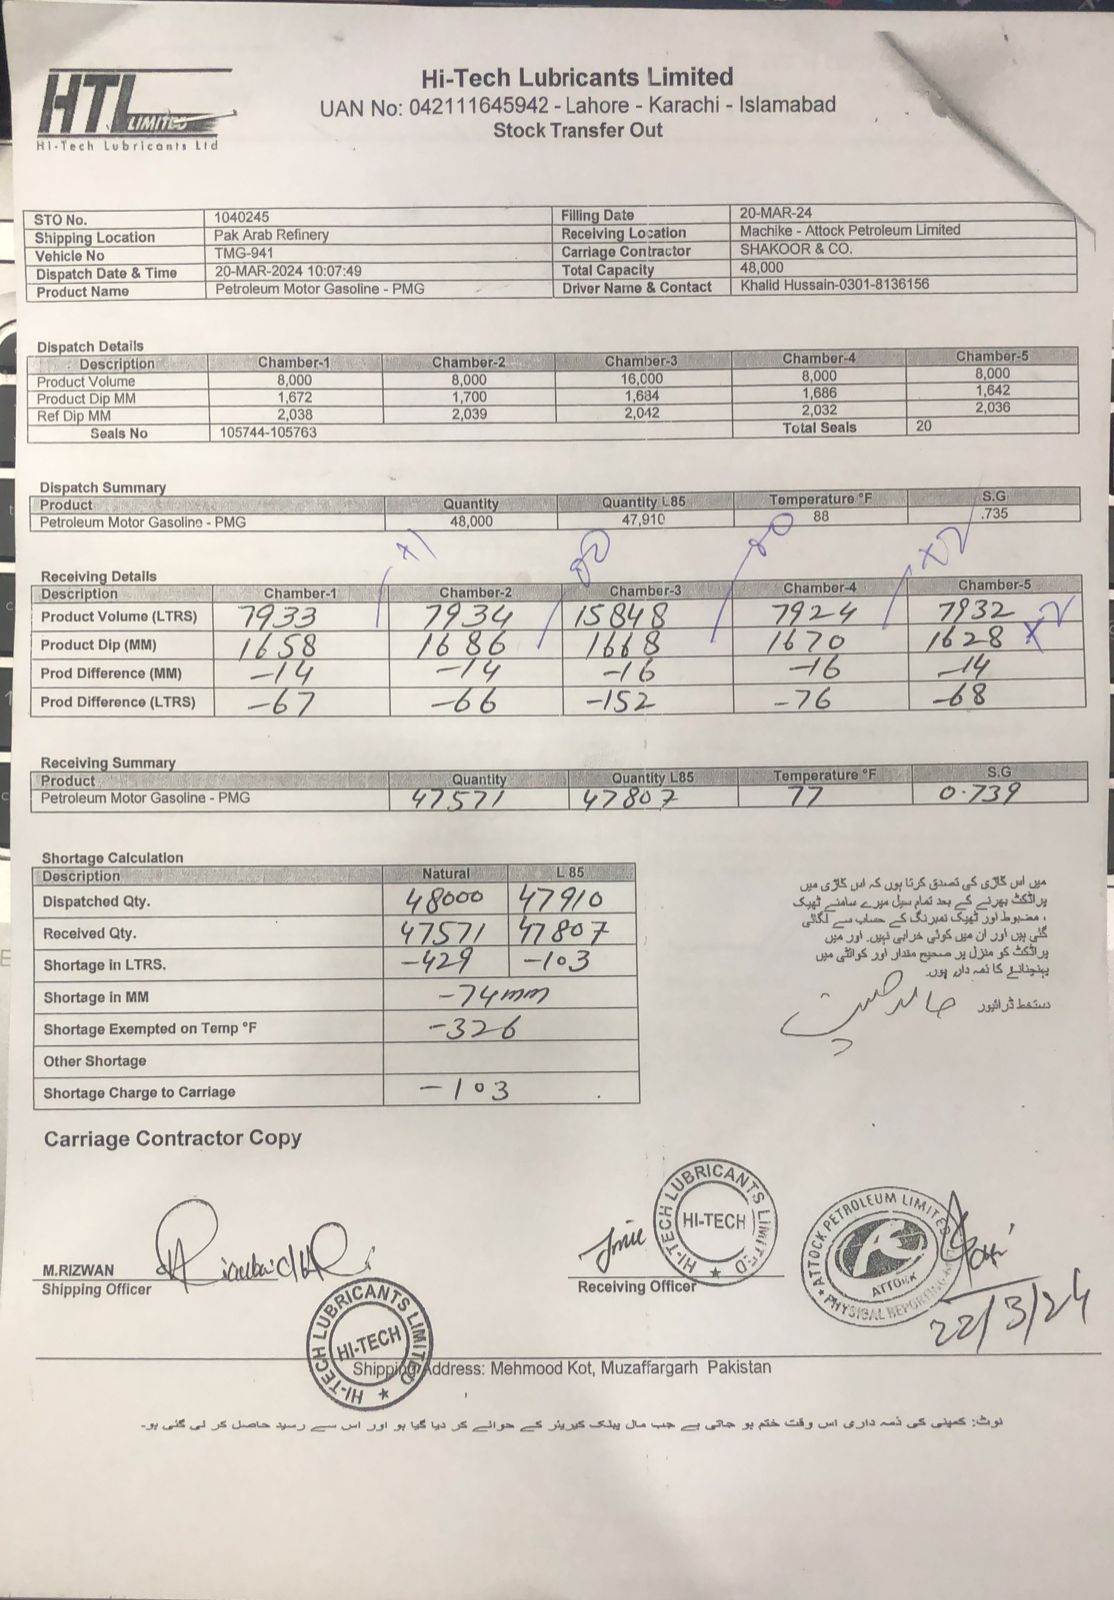 HTL
LIMITED
Hi-Tech Lubricants Ltd
Hi-Tech Lubricants Limited
UAN No: 042111645942 - Lahore - Karachi - Islamabad
Stock Transfer Out
STO No. 1040245 Filling Date 20-MAR-24
Shipping Location Pak Arab Refinery Receiving Location Machike - Attock Petroleum Limited
Vehicle No TMG-941 Carriage Contractor SHAKOOR & CO.
Dispatch Date & Time 20-MAR-2024 10:07:49 Total Capacity 48,000
Product Name Petroleum Motor Gasoline - PMG Driver Name & Contact Khalid Hussain-0301-8136156
Dispatch Details
Description Chamber-1 Chamber-2 Chamber-3 Chamber-4 Chamber-5
Product Volume 8,000 8,000 16,000 8,000 8,000
Product Dip MM 1,672 1,700 1,684 1,686 1,642
Ref Dip MM 2,038 2,039 2,042 2,032 2,036
Seals No 105744-105763 Total Seals 20
Dispatch Summary
Product Quantity Quantity L85 Temperature °F S.G
Petroleum Motor Gasoline - PMG 48,000 47,910 88 .735
Receiving Details
Description Chamber-1 Chamber-2 Chamber-3 Chamber-4 Chamber-5
Product Volume (LTRS) 7933 7934 15848 7924 7932
Product Dip (MM) 1658 1686 1668 1670 1628
Prod Difference (MM) -14 -14 -16 -16 -14
Prod Difference (LTRS) -67 -66 -152 -76 -68
Receiving Summary
Product Quantity Quantity L85 Temperature °F S.G
Petroleum Motor Gasoline - PMG 47571 47807 77 0.739
Shortage Calculation
Description Natural L 85
Dispatched Qty. 48000 47910
Received Qty. 47571 47807
Shortage in LTRS. -429 -103
Shortage in MM -74mm
Shortage Exempted on Temp °F -326
Other Shortage
Shortage Charge to Carriage -103
میں اس گاڑی کی تصدق کرتا ہوں کہ اس گاڑی میں
پراڈکٹ بھرنے کے بعد تمام سیل میرے سامنے ٹھیک
، مضبوط اور ٹھیک نمبرنگ کے حساب سے لگائی
گئی ہیں اور ان میں کوئی خرابی نہیں. اور میں
پراڈکٹ کو منزل پر صحیح مقدار اور کوالٹی میں
پہنچانے کا ذمہ دار ہوں.
دستخط ڈرائیور
Carriage Contractor Copy
M.RIZWAN
Shipping Officer
Receiving Officer
HI-TECH LUBRICANTS LIMITED
HI-TECH
ATTOCK PETROLEUM LIMITED
ATTOCK
22/3/24
HI-TECH LUBRICANTS LIMITED
HI-TECH
Shipping Address: Mehmood Kot, Muzaffargarh Pakistan
نوٹ: کمپنی کی ذمہ داری اس وقت ختم ہو جاتی ہے جب مال پبلک کیریئر کے حوالے کر دیا گیا ہو اور اس سے رسید حاصل کر لی گئی ہو.